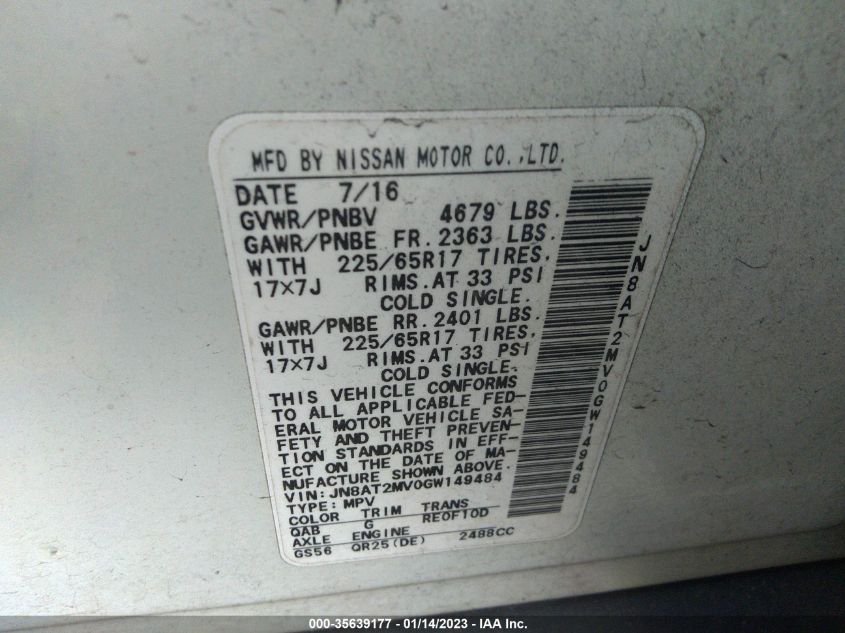 MFD BY NISSAN MOTOR CO.,LTD.
DATE 7/16
GVWR/PNBV 4679 LBS.
GAWR/PNBE FR. 2363 LBS.
WITH 225/65R17 TIRES,
17×7J RIMS.AT 33 PSI
COLD SINGLE.
GAWR/PNBE RR. 2401 LBS.
WITH 225/65R17 TIRES,
17×7J RIMS.AT 33 PSI
COLD SINGLE.
THIS VEHICLE CONFORMS
TO ALL APPLICABLE FED-
ERAL MOTOR VEHICLE SA-
FETY AND THEFT PREVEN-
TION STANDARDS IN EFF-
ECT ON THE DATE OF MA-
NUFACTURE SHOWN ABOVE.
VIN: JN8AT2MV0GW149484
TYPE: MPV
COLOR TRIM TRANS
QAB G RE0F10D
AXLE ENGINE
GS56 QR25(DE) 2488CC
JN8AT2MV0GW149484
000-35639177 - 01/14/2023 - IAA Inc.